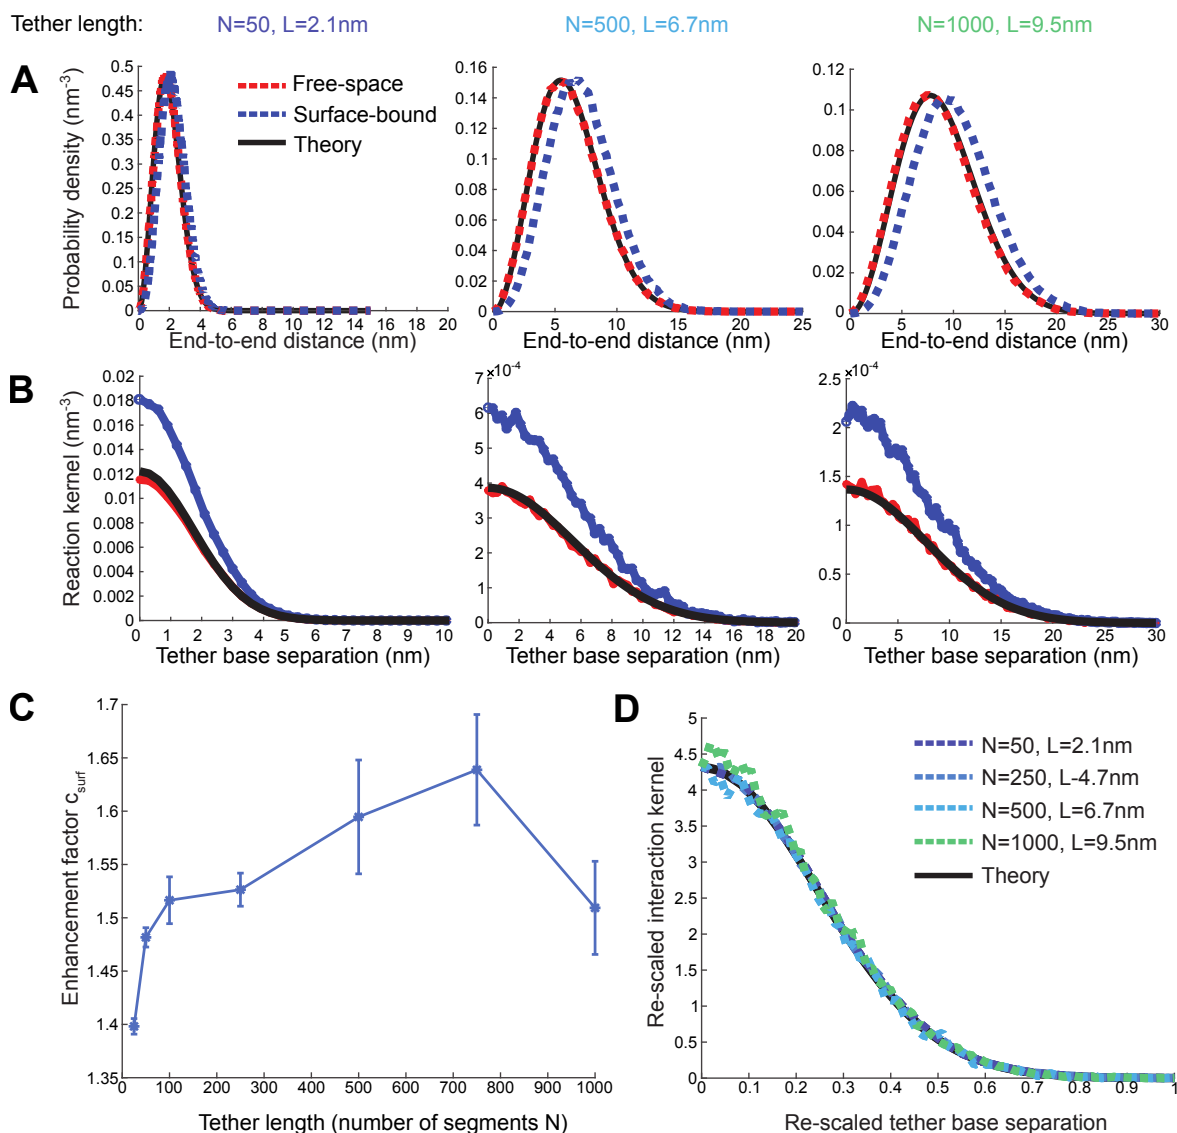 Tether length: N=50, L=2.1nm N=500, L=6.7nm N=1000, L=9.5nm
A
Probability density (nm-3)
0.5
0.45
0.4
0.35
0.3
0.25
0.2
0.15
0.1
0.05
0
0 2 4 6 8 10 12 14 16 20
End-to-end distance (nm)
Free-space
Surface-bound
Theory
0.16
0.14
0.12
0.1
0.08
0.06
0.04
0.02
0
0 5 10 15 20 25
End-to-end distance (nm)
0.12
0.1
0.08
0.06
0.04
0.02
0
0 5 10 15 20 25 30
End-to-end distance (nm)
B
Reaction kernel (nm-3)
0.02
0.018
0.016
0.014
0.012
0.01
0.008
0.006
0.004
0.002
0
0 1 2 3 4 5 6 7 8 9 10
Tether base separation (nm)
×10-4
7
6
5
4
3
2
1
0
0 2 4 6 8 10 12 14 16 18 20
Tether base separation (nm)
×10-4
2.5
2
1.5
1
0.5
0
0 5 10 15 20 25 30
Tether base separation (nm)
C
Enhancement factor csurf
1.7
1.65
1.6
1.55
1.5
1.45
1.4
1.35
0 100 200 300 400 500 600 700 800 900 1000
Tether length (number of segments N)
D
Re-scaled interaction kernel
5
4.5
4
3.5
3
2.5
2
1.5
1
0.5
0
0 0.1 0.2 0.3 0.4 0.5 0.6 0.7 0.8 0.9 1
Re-scaled tether base separation
N=50, L=2.1nm
N=250, L-4.7nm
N=500, L=6.7nm
N=1000, L=9.5nm
Theory